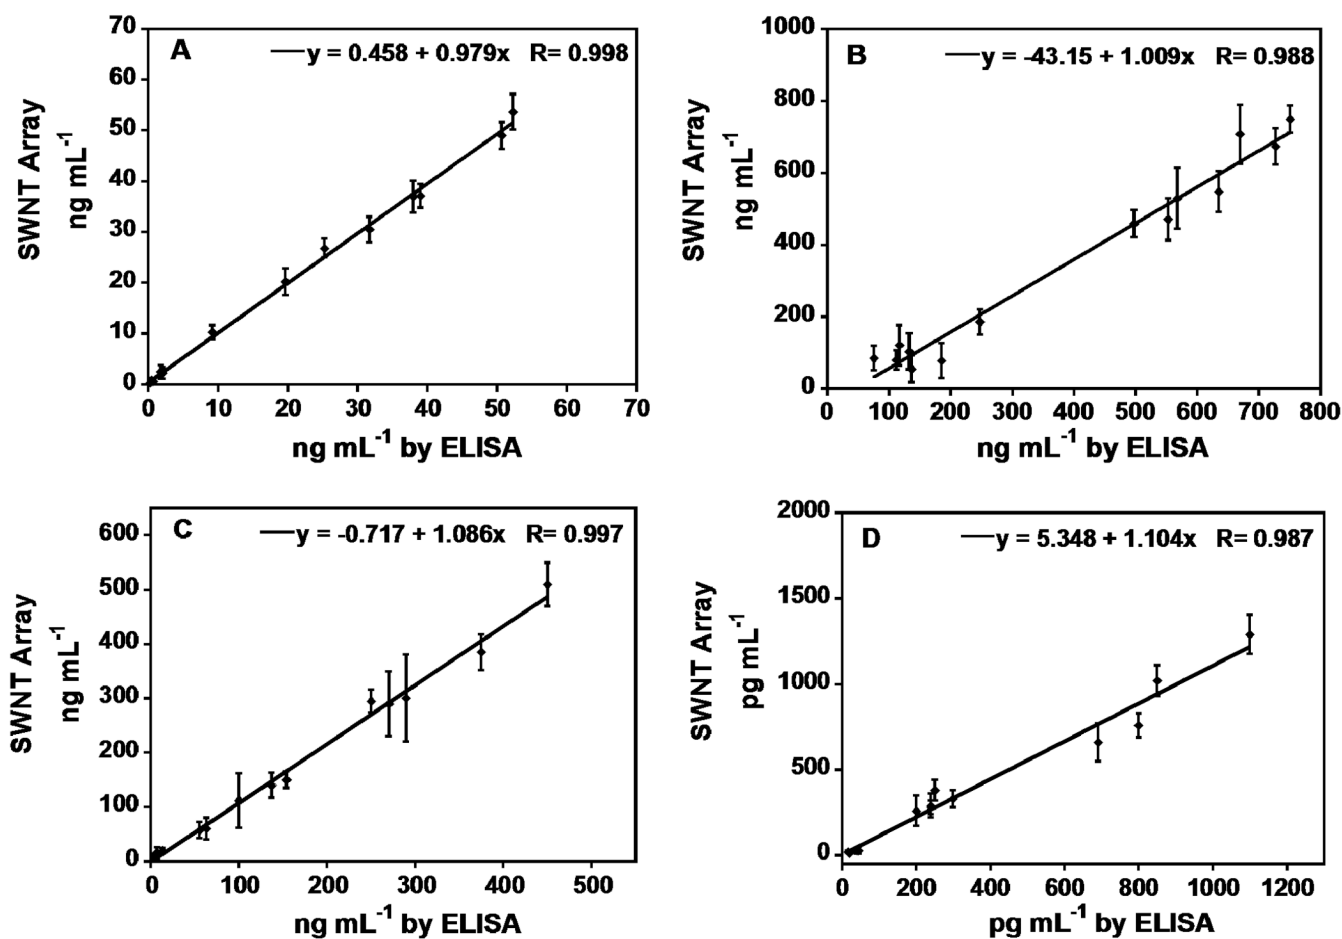 A
y = 0.458 + 0.979x R= 0.998
70
60
50
40
30
20
10
0
SWNT Array
ng mL⁻¹
0 10 20 30 40 50 60 70
ng mL⁻¹ by ELISA
B
y = -43.15 + 1.009x R= 0.988
1000
800
600
400
200
0
SWNT Array
ng mL⁻¹
0 100 200 300 400 500 600 700 800
ng mL⁻¹ by ELISA
C
y = -0.717 + 1.086x R= 0.997
600
500
400
300
200
100
0
SWNT Array
ng mL⁻¹
0 100 200 300 400 500
ng mL⁻¹ by ELISA
D
y = 5.348 + 1.104x R= 0.987
2000
1500
1000
500
0
SWNT Array
pg mL⁻¹
0 200 400 600 800 1000 1200
pg mL⁻¹ by ELISA